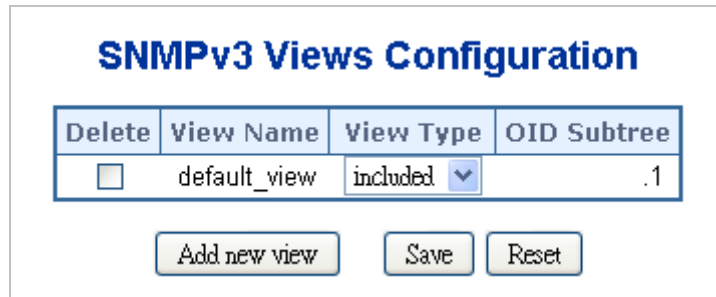 SNMPv3 Views Configuration
Delete View Name View Type OID Subtree
default_view included .1
Add new view Save Reset